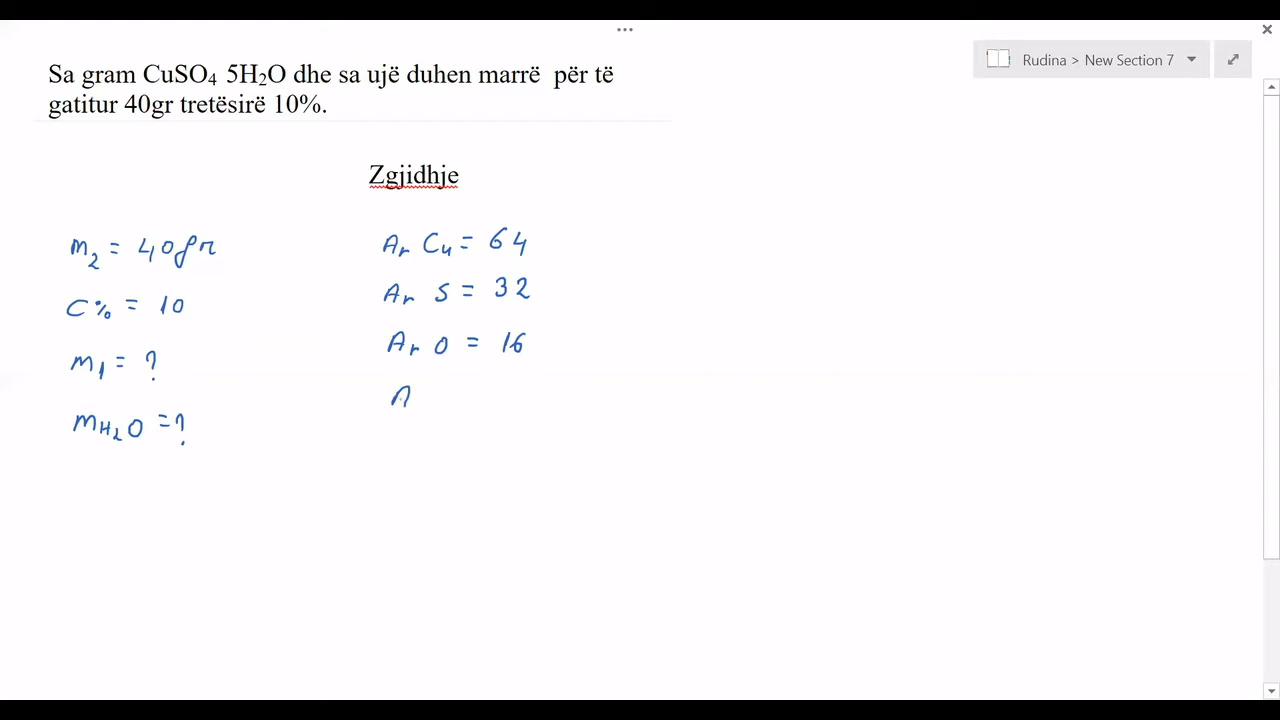 Rudina > New Section 7
Sa gram CuSO₄ 5H₂O dhe sa ujë duhen marrë për të
gatitur 40gr tretësirë 10%.
Zgjidhje
m₂ = 40gr
C% = 10
m₁ = ?
mH₂O = ?
Ar Cu = 64
Ar S = 32
Ar O = 16
A